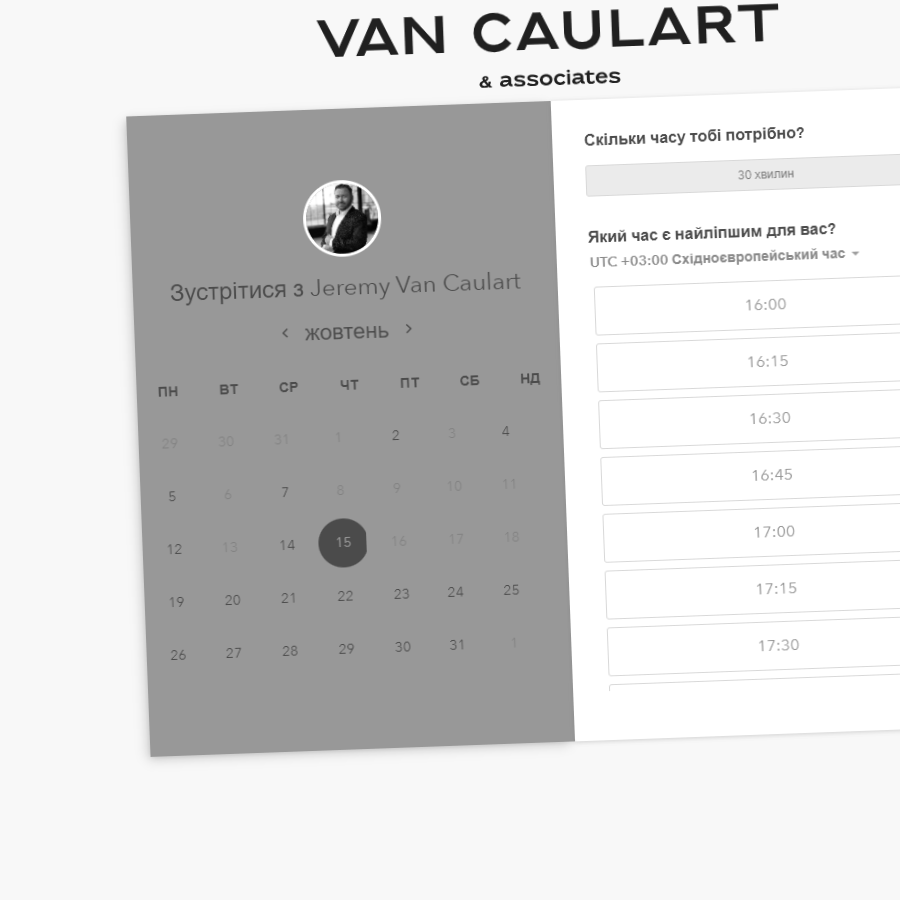 VAN CAULART
& associates
Зустрітися з Jeremy Van Caulart
жовтень
ПН ВТ СР ЧТ ПТ СБ НД
29 30 31 1 2 3 4
5 6 7 8 9 10 11
12 13 14 15 16 17 18
19 20 21 22 23 24 25
26 27 28 29 30 31 1
Скільки часу тобі потрібно?
30 хвилин
Який час є найліпшим для вас?
UTC +03:00 Східноєвропейський час
16:00
16:15
16:30
16:45
17:00
17:15
17:30